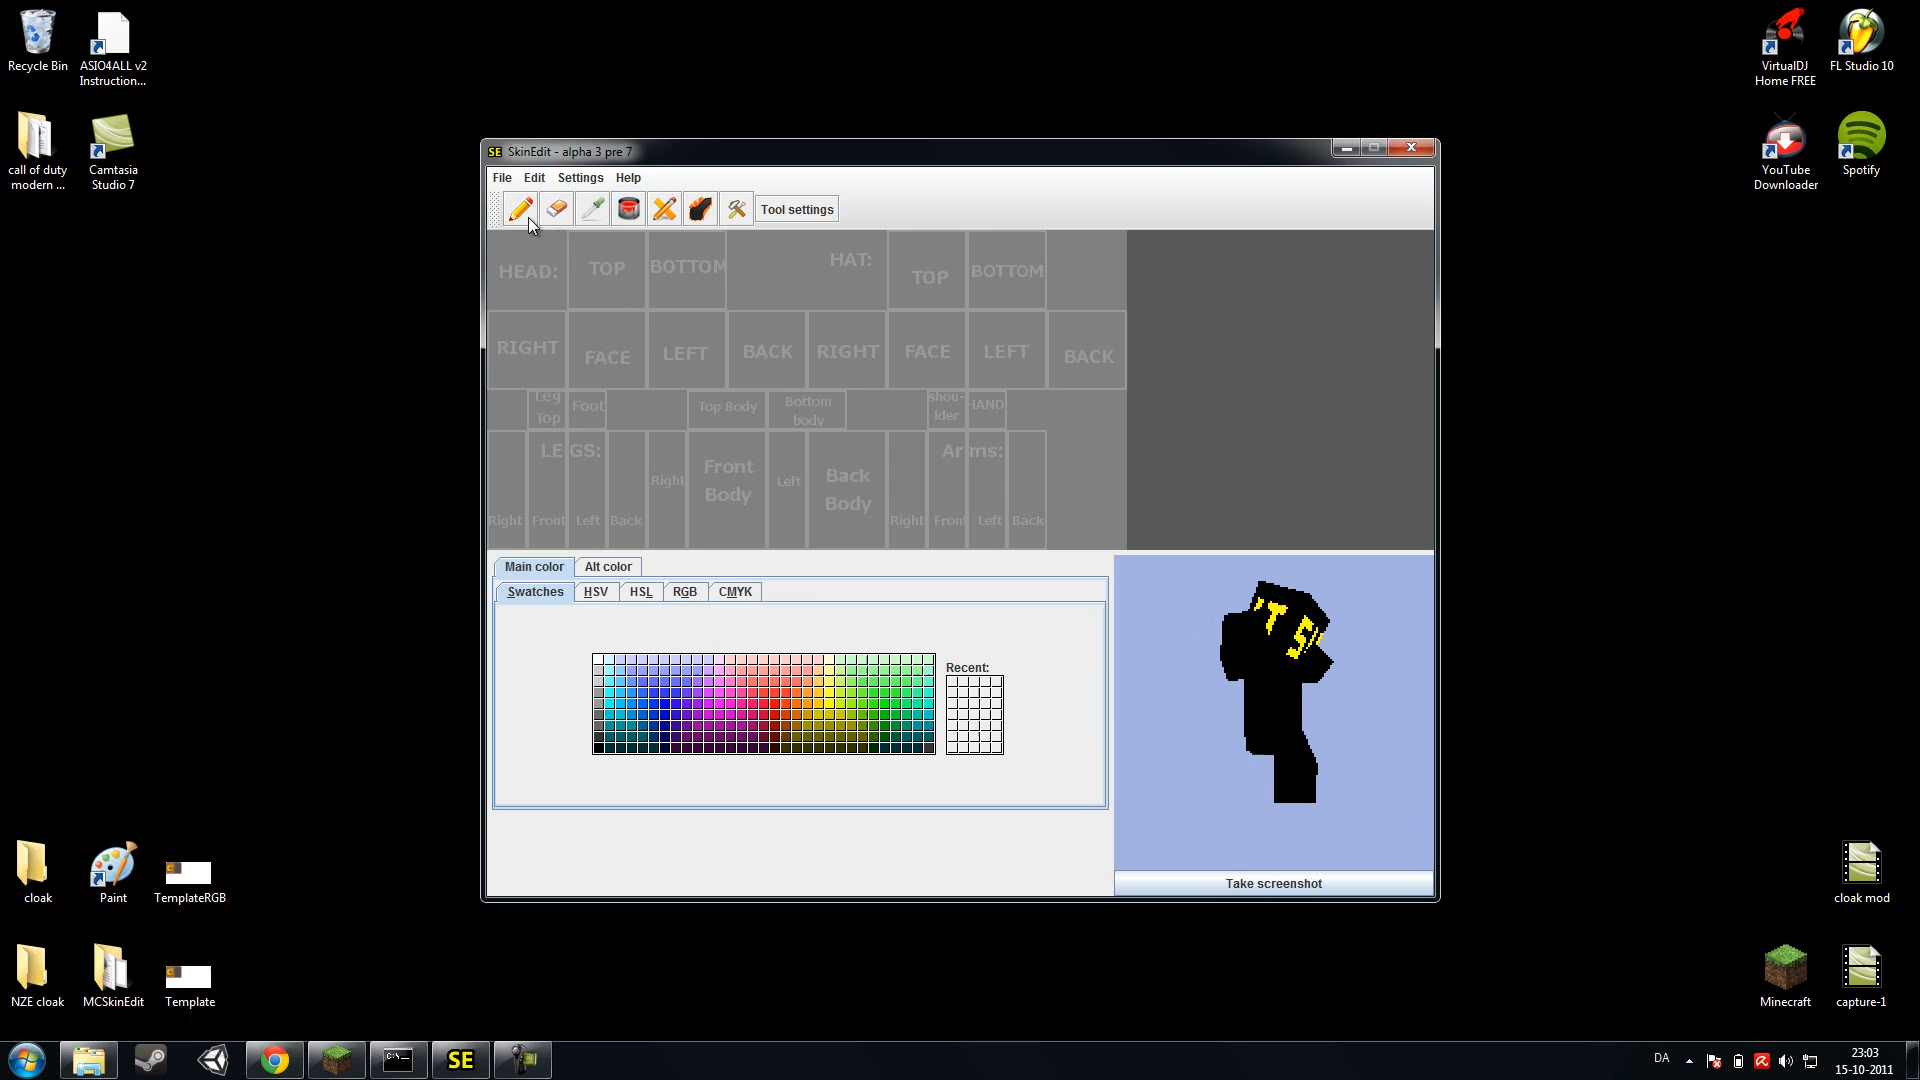 Recycle Bin
ASIO4ALL v2
Instruction...
call of duty
modern ...
Camtasia
Studio 7
VirtualDJ
Home FREE
FL Studio 10
YouTube
Downloader
Spotify
SE SkinEdit - alpha 3 pre 7
File Edit Settings Help
Tool settings
HEAD: TOP BOTTOM HAT: TOP BOTTOM
RIGHT FACE LEFT BACK RIGHT FACE LEFT BACK
Leg
Top
Foot
Top Body
Bottom
body
shou-
lder
HAND
LEGS:
Right Front Left Back
Right
Front
Body
Left
Back
Body
Arms:
Right Front Left Back
Main color Alt color
Swatches HSV HSL RGB CMYK
Recent:
Take screenshot
cloak
Paint
TemplateRGB
NZE cloak
MCSkinEdit
Template
cloak mod
Minecraft
capture-1
C:\_
SE
DA
23:03
15-10-2011